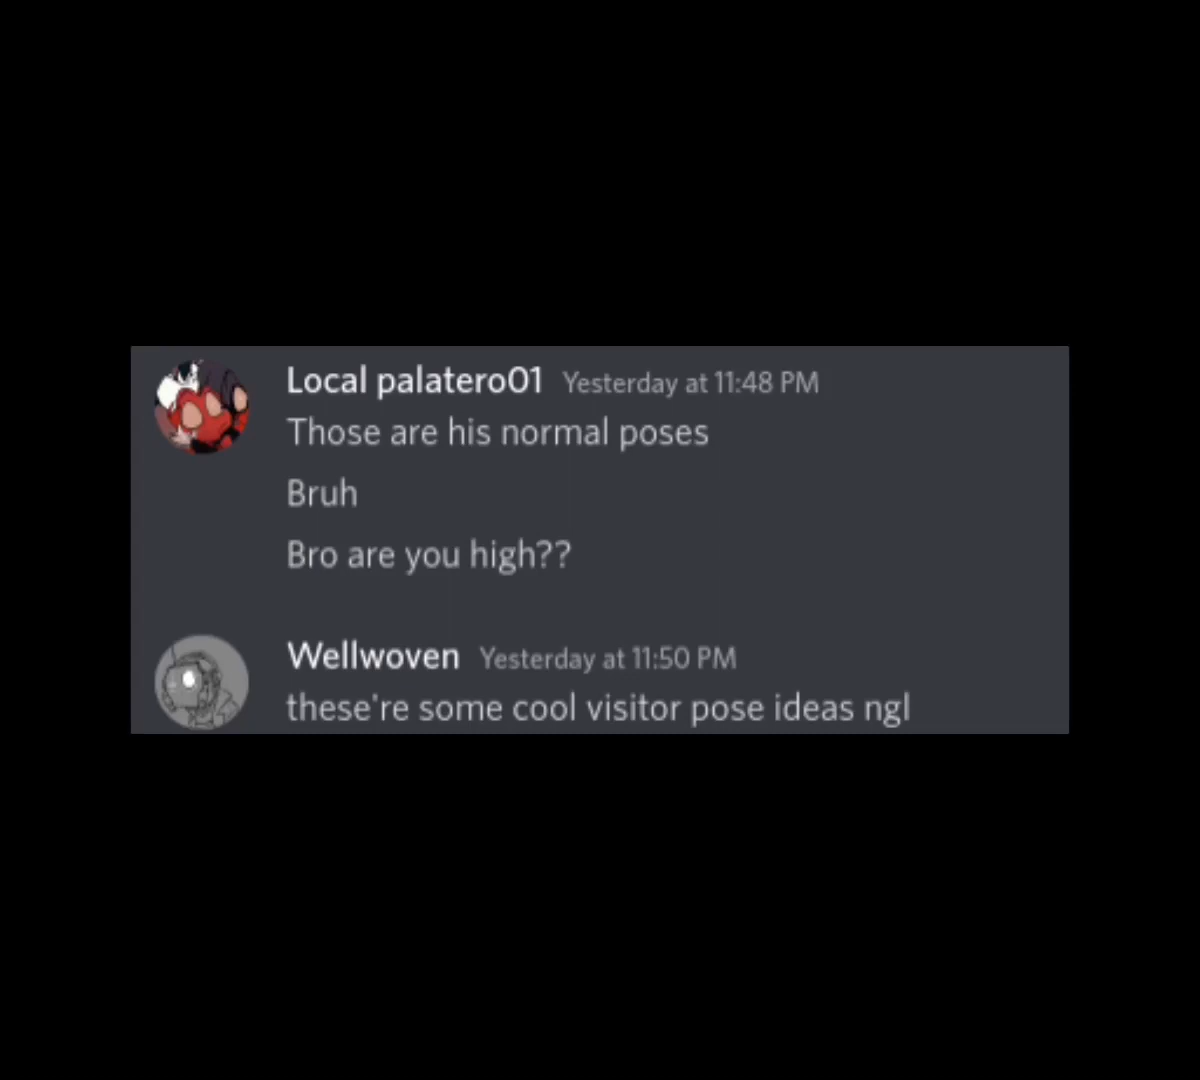 Local palatero01 Yesterday at 11:48 PM
Those are his normal poses
Bruh
Bro are you high??
Wellwoven Yesterday at 11:50 PM
these're some cool visitor pose ideas ngl